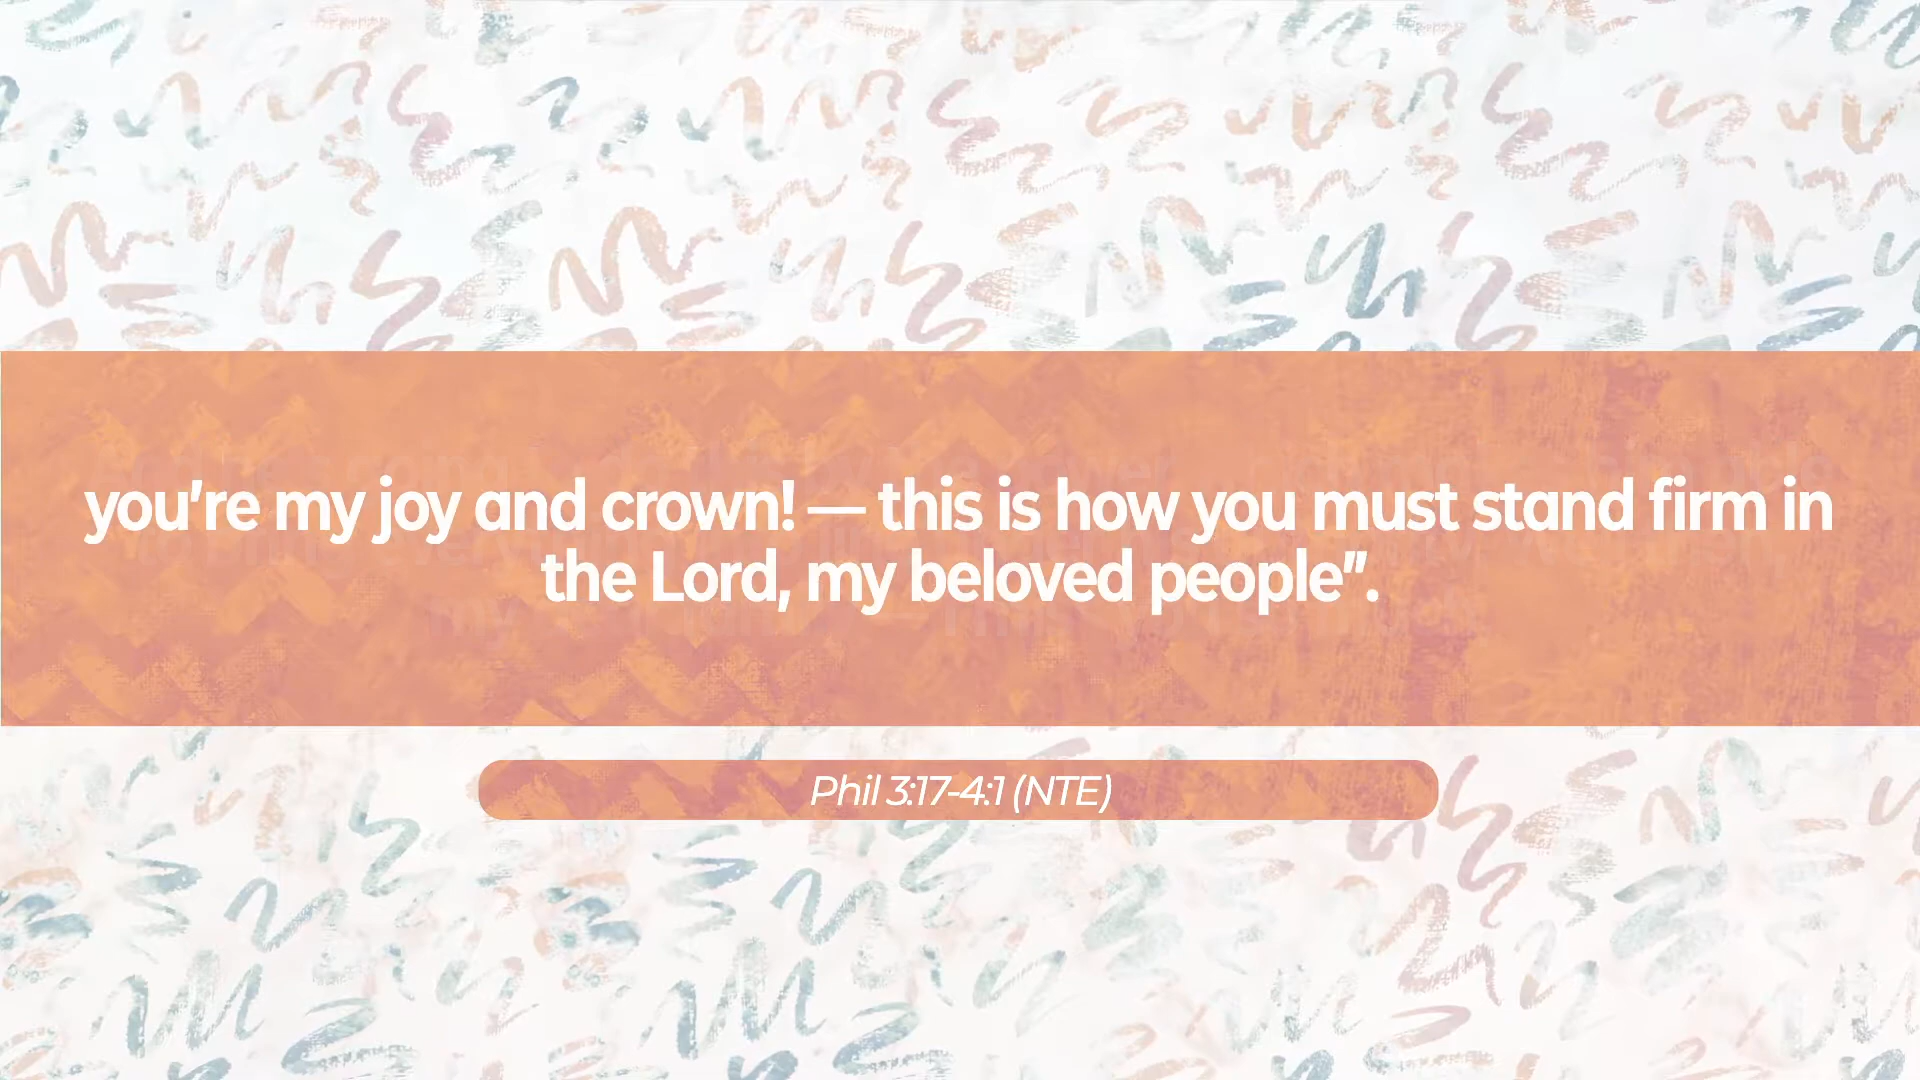 you're my joy and crown! — this is how you must stand firm in
the Lord, my beloved people”.
Phil 3:17-4:1 (NTE)